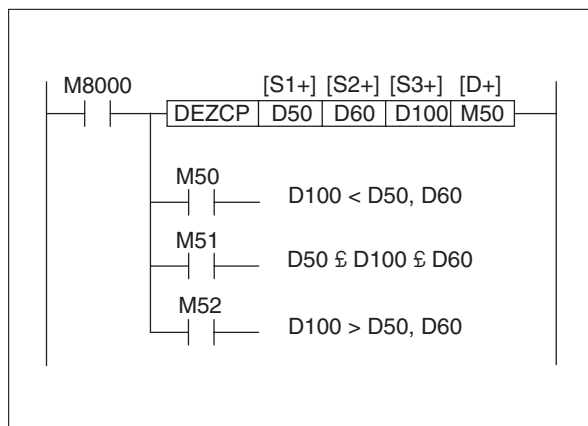 [S1+] [S2+] [S3+] [D+]
M8000
DEZCP D50 D60 D100 M50
M50
D100 < D50, D60
M51
D50 £ D100 £ D60
M52
D100 > D50, D60